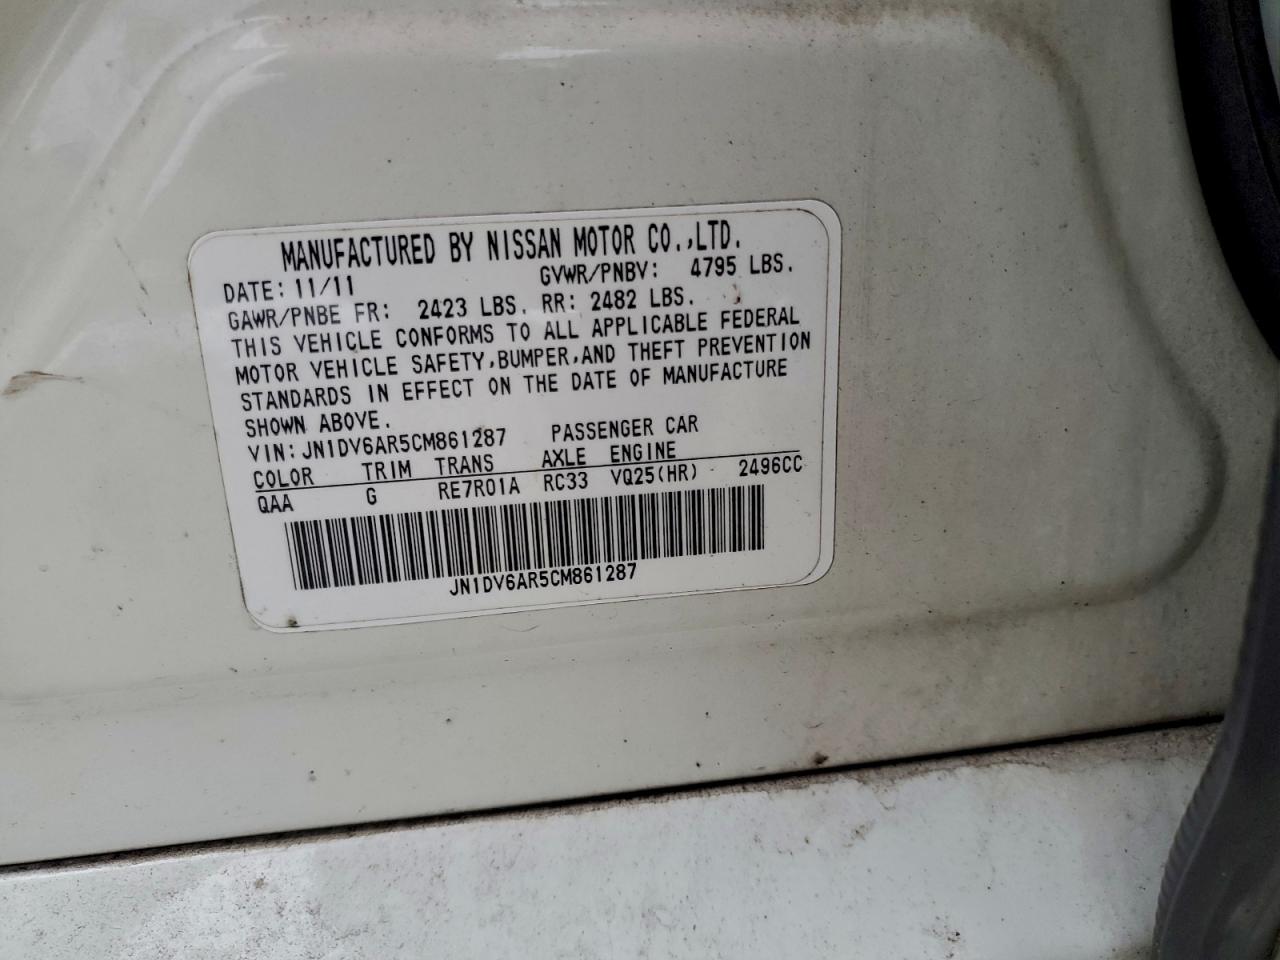 MANUFACTURED BY NISSAN MOTOR CO.,LTD.
DATE: 11/11 GVWR/PNBV: 4795 LBS.
GAWR/PNBE FR: 2423 LBS. RR: 2482 LBS.
THIS VEHICLE CONFORMS TO ALL APPLICABLE FEDERAL
MOTOR VEHICLE SAFETY,BUMPER,AND THEFT PREVENTION
STANDARDS IN EFFECT ON THE DATE OF MANUFACTURE
SHOWN ABOVE.
VIN: JN1DV6AR5CM861287 PASSENGER CAR
COLOR TRIM TRANS AXLE ENGINE
QAA G RE7R01A RC33 VQ25(HR) 2496CC
JN1DV6AR5CM861287